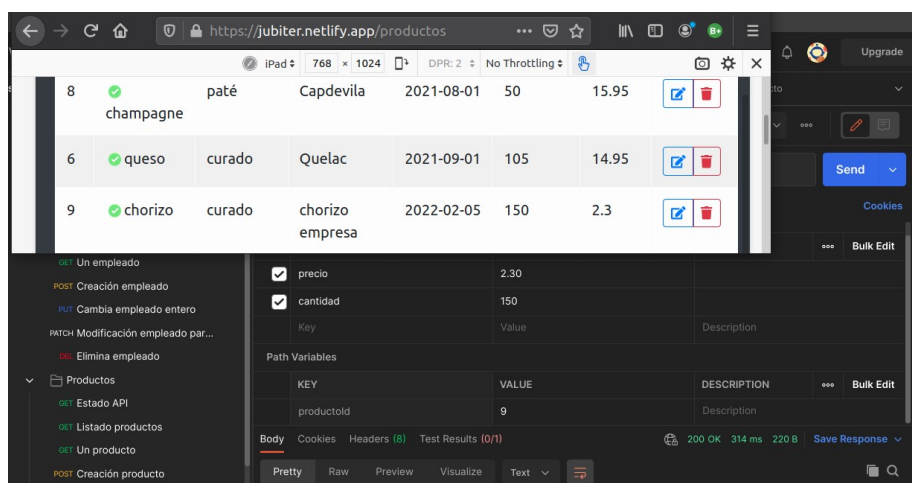 https://jubiter.netlify.app/productos
B+
iPad 768 × 1024 DPR: 2 No Throttling
8 champagne paté Capdevila 2021-08-01 50 15.95
6 queso curado Quelac 2021-09-01 105 14.95
9 chorizo curado chorizo empresa 2022-02-05 150 2.3
Upgrade
Send
Cookies
Bulk Edit
GET Un empleado
POST Creación empleado
PUT Cambia empleado entero
PATCH Modificación empleado par...
DEL Elimina empleado
Productos
GET Estado API
GET Listado productos
GET Un producto
POST Creación producto
precio 2.30
cantidad 150
Key Value Description
Path Variables
KEY VALUE DESCRIPTION Bulk Edit
productoId 9 Description
Body Cookies Headers (8) Test Results (0/1) 200 OK 314 ms 220 B Save Response
Pretty Raw Preview Visualize Text